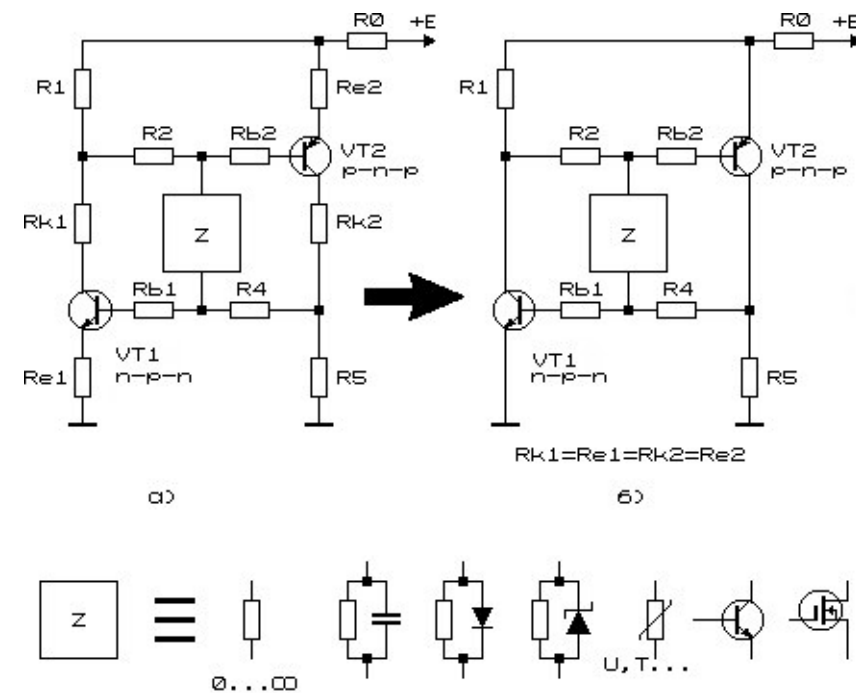 R0 +E
R0 +E
R1
Re2
R1
R2
Rb2
R2
Rb2
VT2
p-n-p
VT2
p-n-p
Rk1
Z
Rk2
Z
Rb1
R4
Rb1
R4
VT1
n-p-n
Re1
R5
VT1
n-p-n
R5
Rk1=Re1=Rk2=Re2
а)
б)
Z
0...∞
U,T...